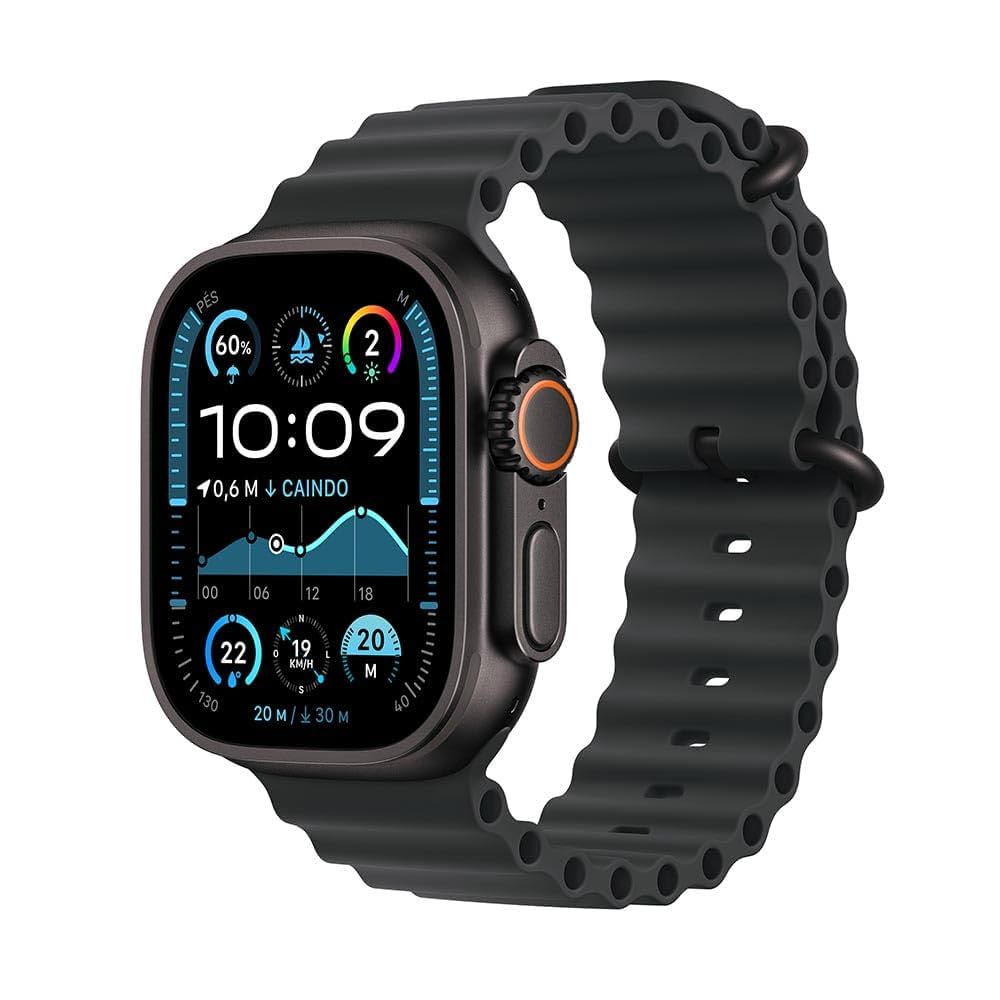 PÉS M
60% 2
10:09
0,6 M ↓ CAINDO
00 06 12 18
22 N O 19 L KM/H S 20 M
130 40
20 M / ↓ 30 M